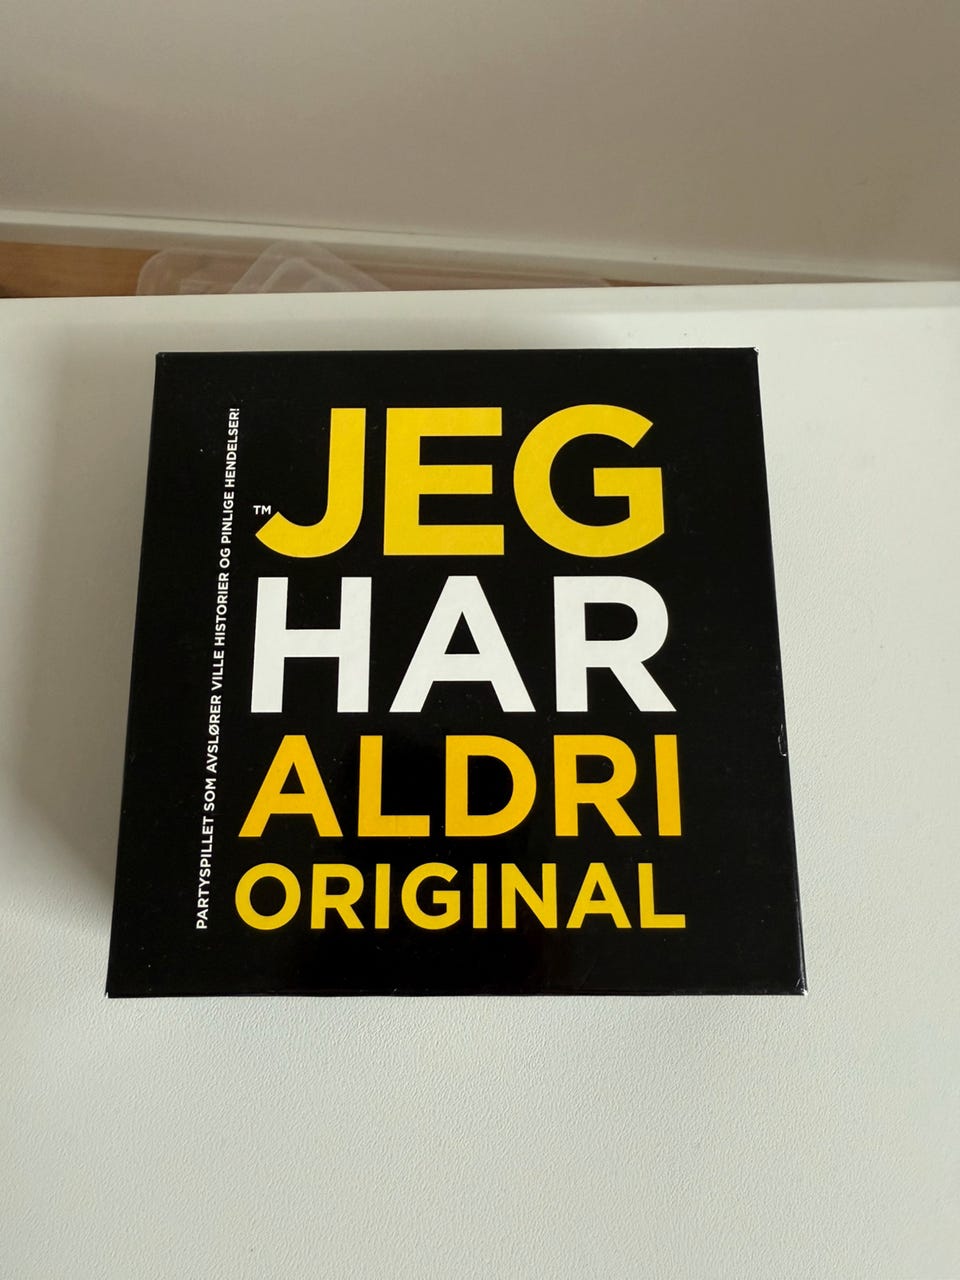 JEG
™
HAR
ALDRI
ORIGINAL
PARTYSPILLET SOM AVSLØRER VILLE HISTORIER OG PINLIGE HENDELSER!